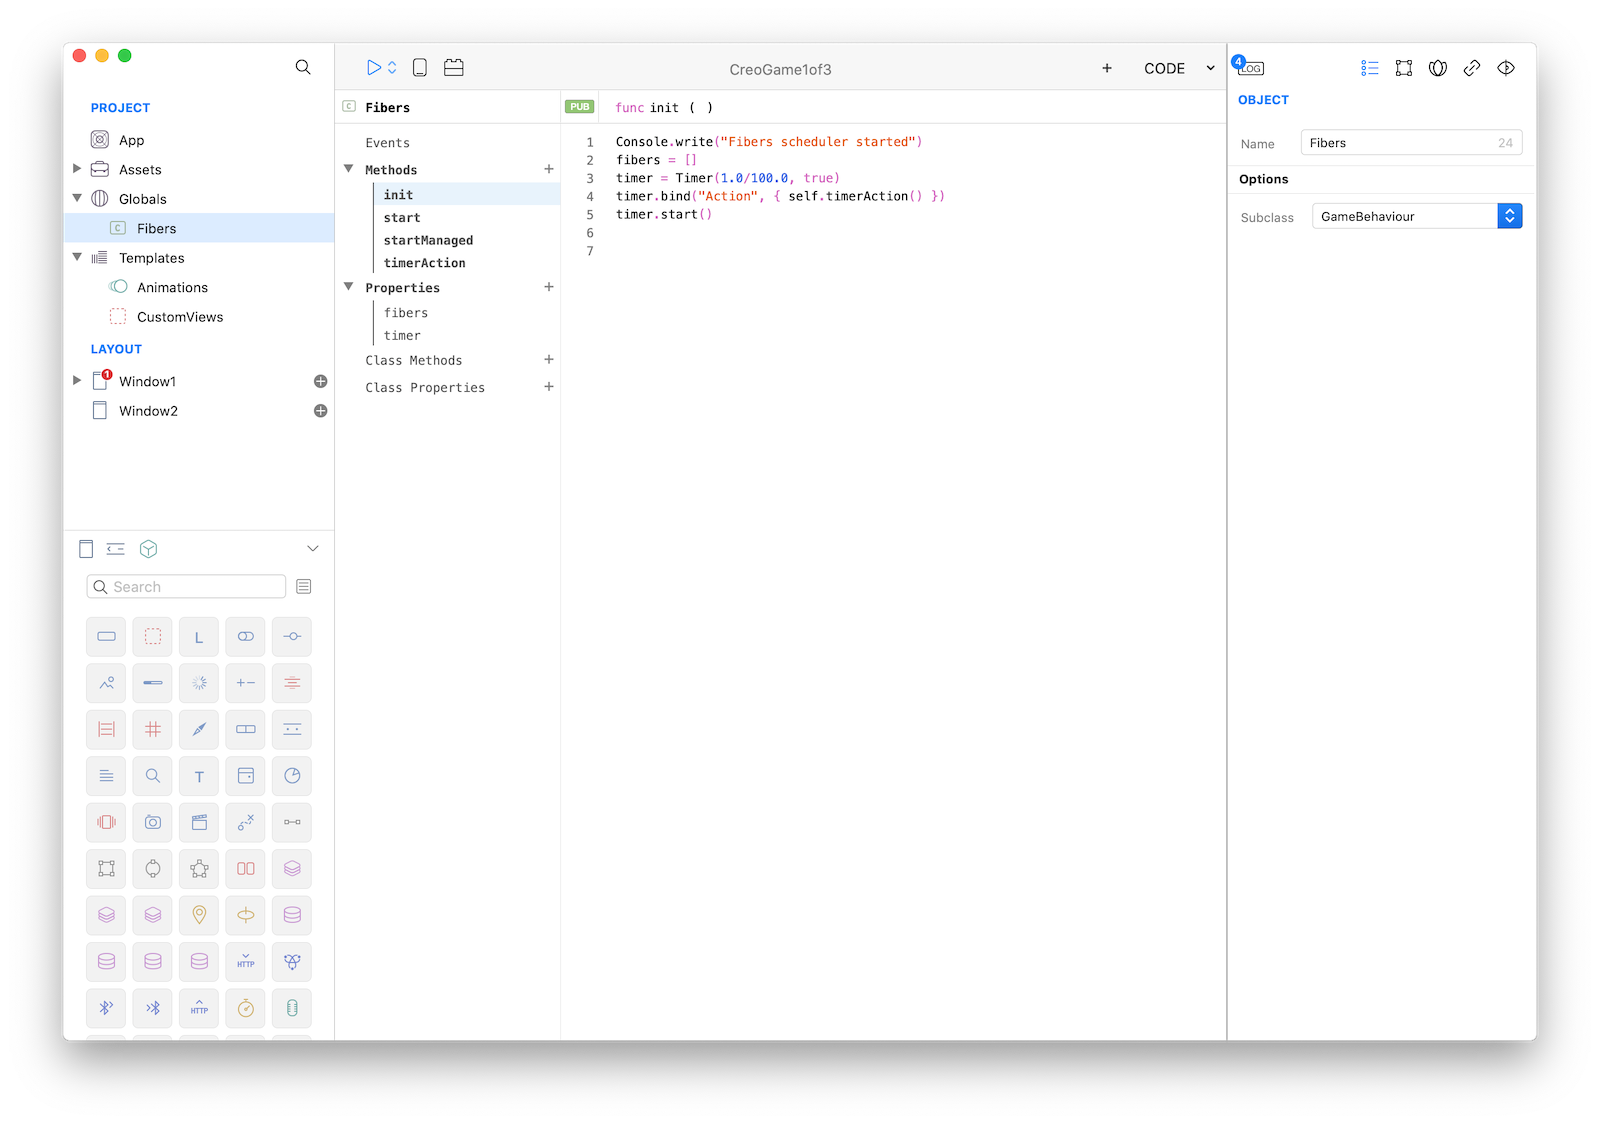 CreoGame1of3
CODE
4
LOG
PROJECT
App
Assets
Globals
C Fibers
Templates
Animations
CustomViews
LAYOUT
1
Window1
Window2
Search
L
T
HTTP
HTTP
C Fibers
Events
Methods
init
start
startManaged
timerAction
Properties
fibers
timer
Class Methods
Class Properties
PUB func init ( )
1 Console.write("Fibers scheduler started")
2 fibers = []
3 timer = Timer(1.0/100.0, true)
4 timer.bind("Action", { self.timerAction() })
5 timer.start()
6
7
OBJECT
Name Fibers 24
Options
Subclass GameBehaviour